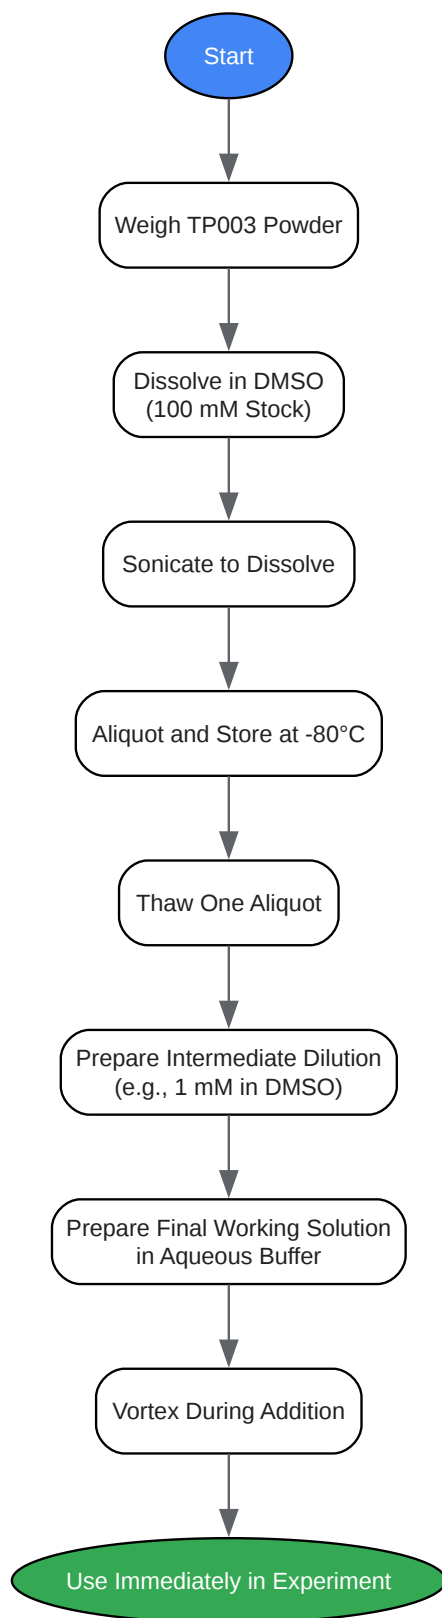 Start
Weigh TP003 Powder
Dissolve in DMSO
(100 mM Stock)
Sonicate to Dissolve
Aliquot and Store at -80°C
Thaw One Aliquot
Prepare Intermediate Dilution
(e.g., 1 mM in DMSO)
Prepare Final Working Solution
in Aqueous Buffer
Vortex During Addition
Use Immediately in Experiment